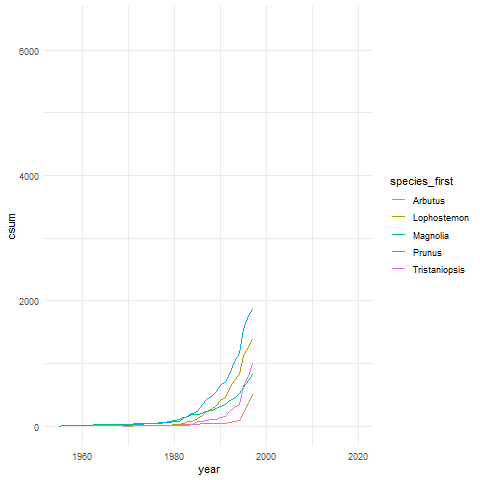 6000
4000
2000
0
csum
1960
1980
2000
2020
year
species_first
Arbutus
Lophostemon
Magnolia
Prunus
Tristaniopsis